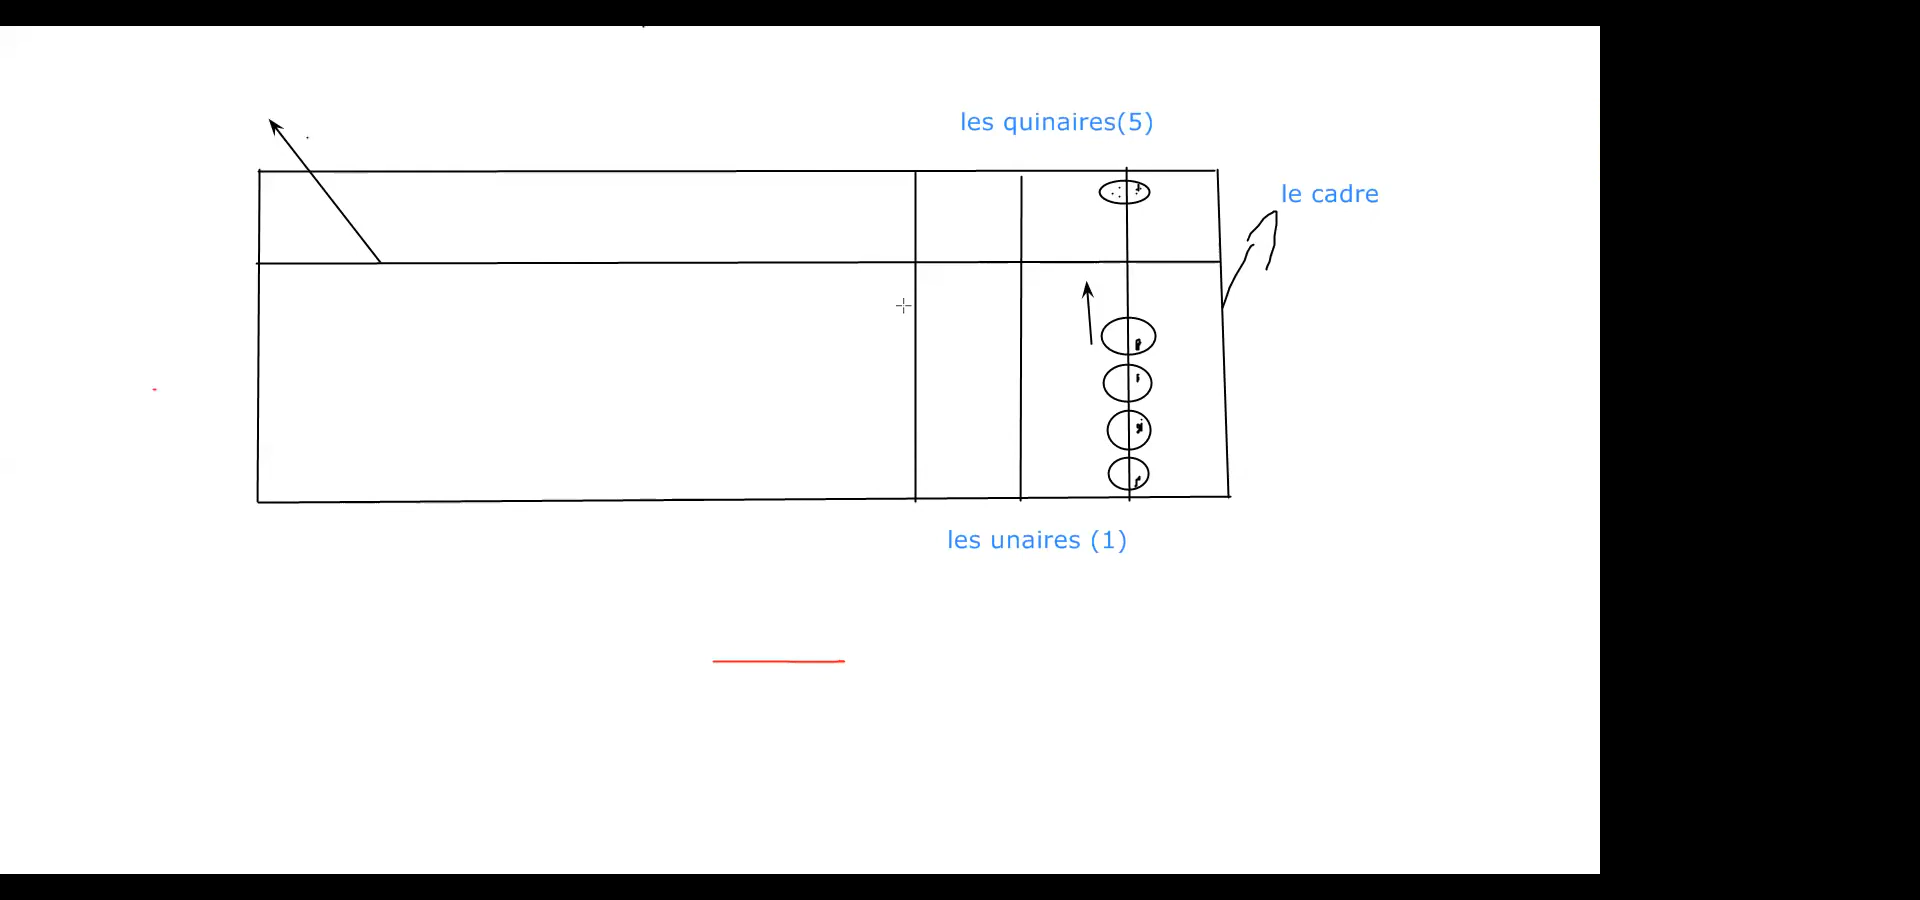 les quinaires(5)
le cadre
les unaires (1)